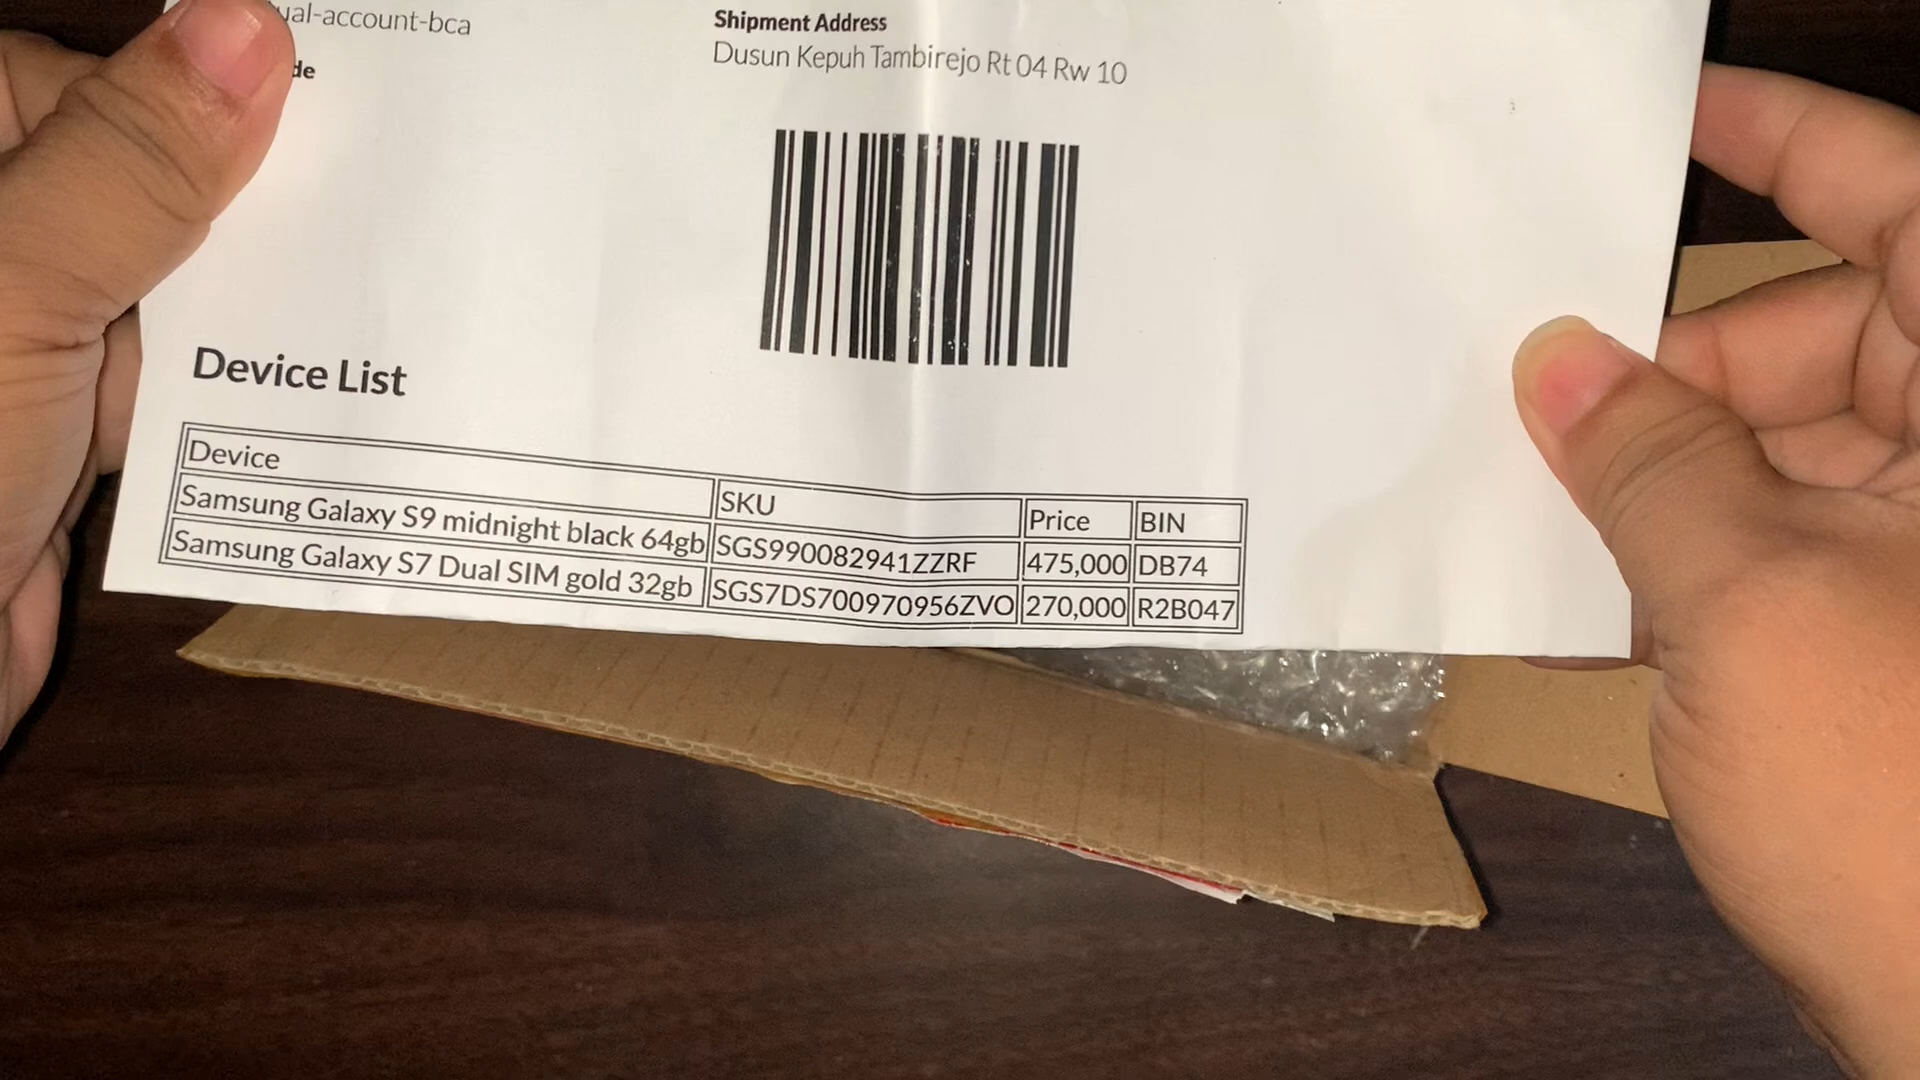 ual-account-bca
de
Shipment Address
Dusun Kepuh Tambirejo Rt 04 Rw 10
Device List
Device SKU Price BIN
Samsung Galaxy S9 midnight black 64gb SGS990082941ZZRF 475,000 DB74
Samsung Galaxy S7 Dual SIM gold 32gb SGS7DS700970956ZVO 270,000 R2B047